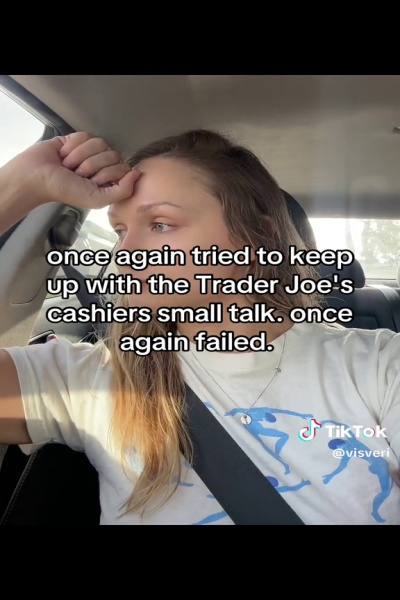 once again tried to keep
up with the Trader Joe's
cashiers small talk. once
again failed.
TikTok
@visveri